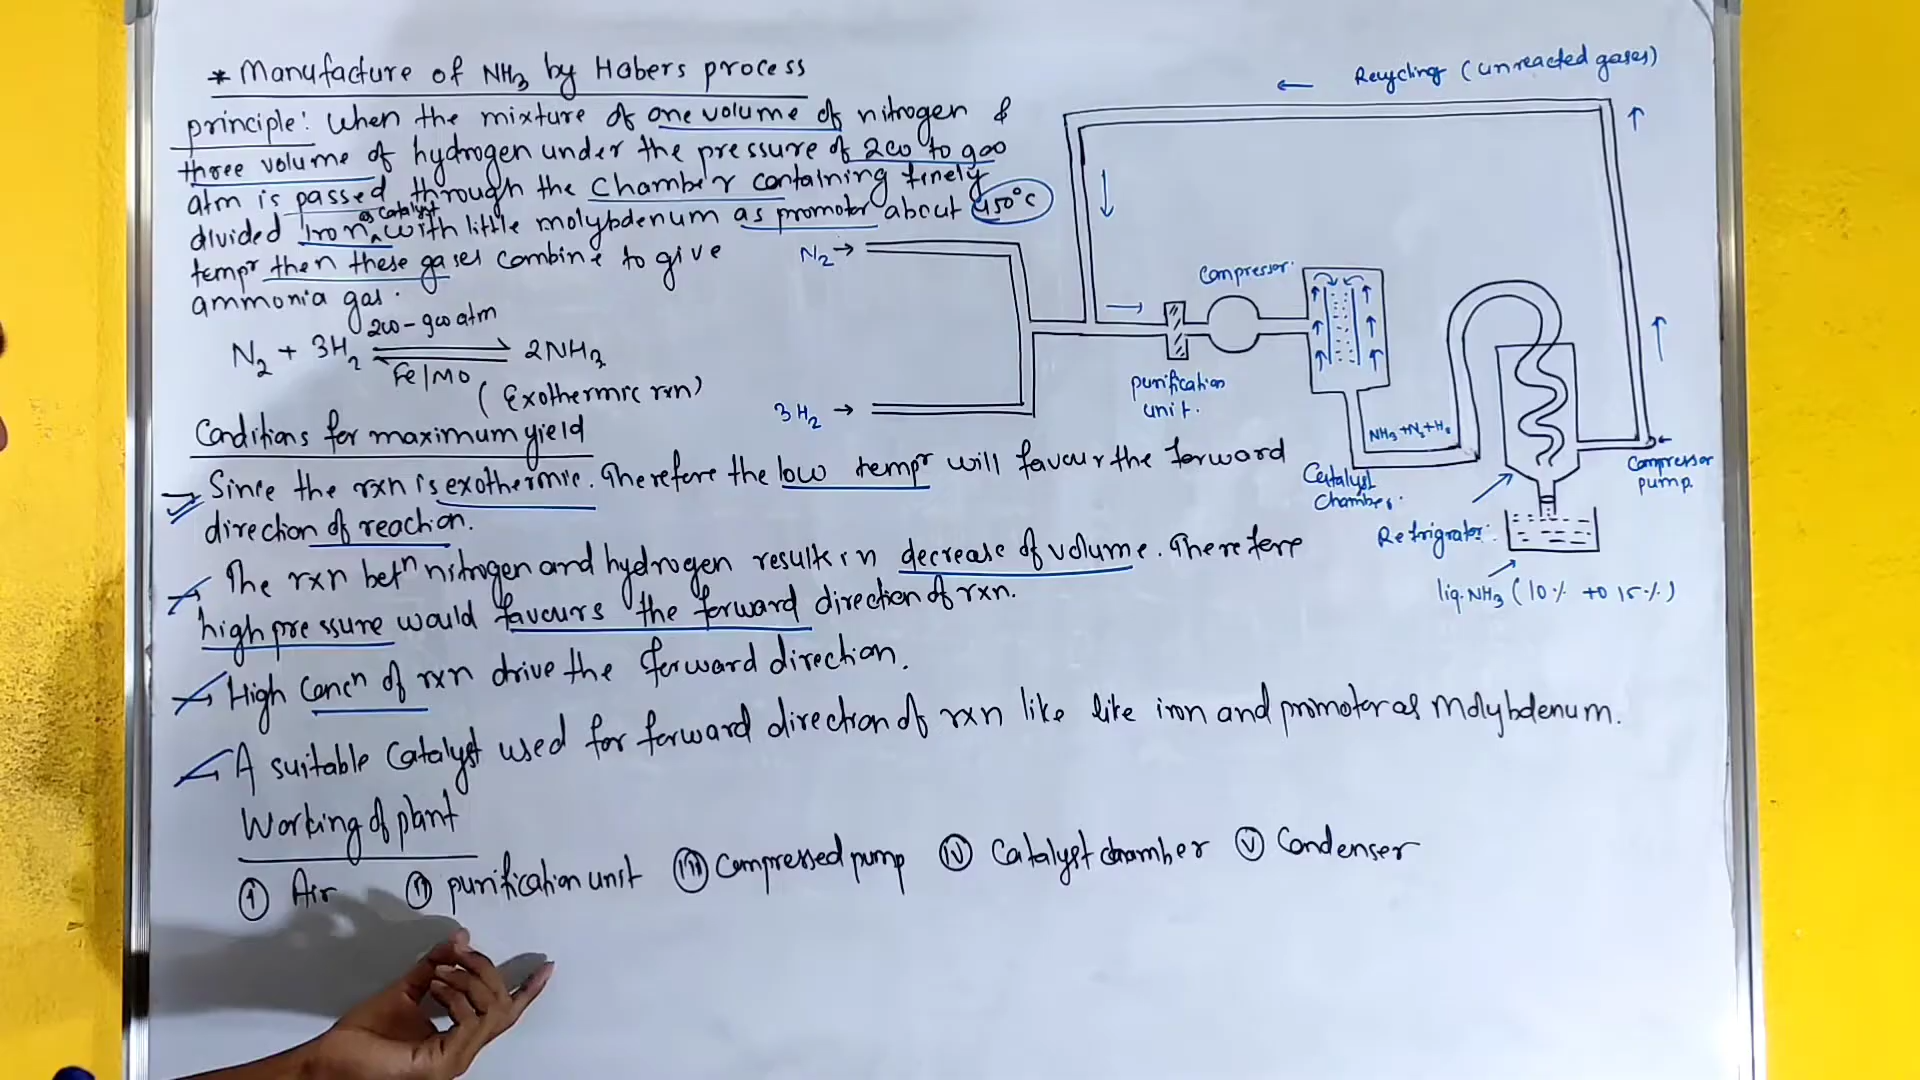 * Manufacture of NH3 by Habers process
principle: when the mixture of one volume of nitrogen &
three volume of hydrogen under the pressure of 200 to 900
atm is passed through the chamber containing finely
as catalyst
divided iron ^ with little molybdenum as promotor about 450°C
tempr then these gases combine to give
ammonia gas.
200-900 atm
N2 + 3H2 ⇌ 2NH3
Fe/Mo
(Exothermic rxn)
Conditions for maximum yield
→ Since the rxn is exothermic. Therefore the low tempr will favour the forward
direction of reaction.
→ The rxn betn nitrogen and hydrogen results in decrease of volume. Therefore
high pressure would favours the forward direction of rxn.
→ High concn of rxn drive the forward direction.
→ A suitable catalyst used for forward direction of rxn like like iron and promotor as Molybdenum.
Working of plant
(i) Air (ii) purification unit (iii) Compressed pump (iv) Catalyst chamber (v) Condenser
← Recycling (unreacted gases)
N2 →
3H2 →
Compressor.
purification
unit.
NH3+N2+H2
Catalyst
chamber.
Compressor
pump.
Refrigrator.
liq. NH3 (10% to 15%)